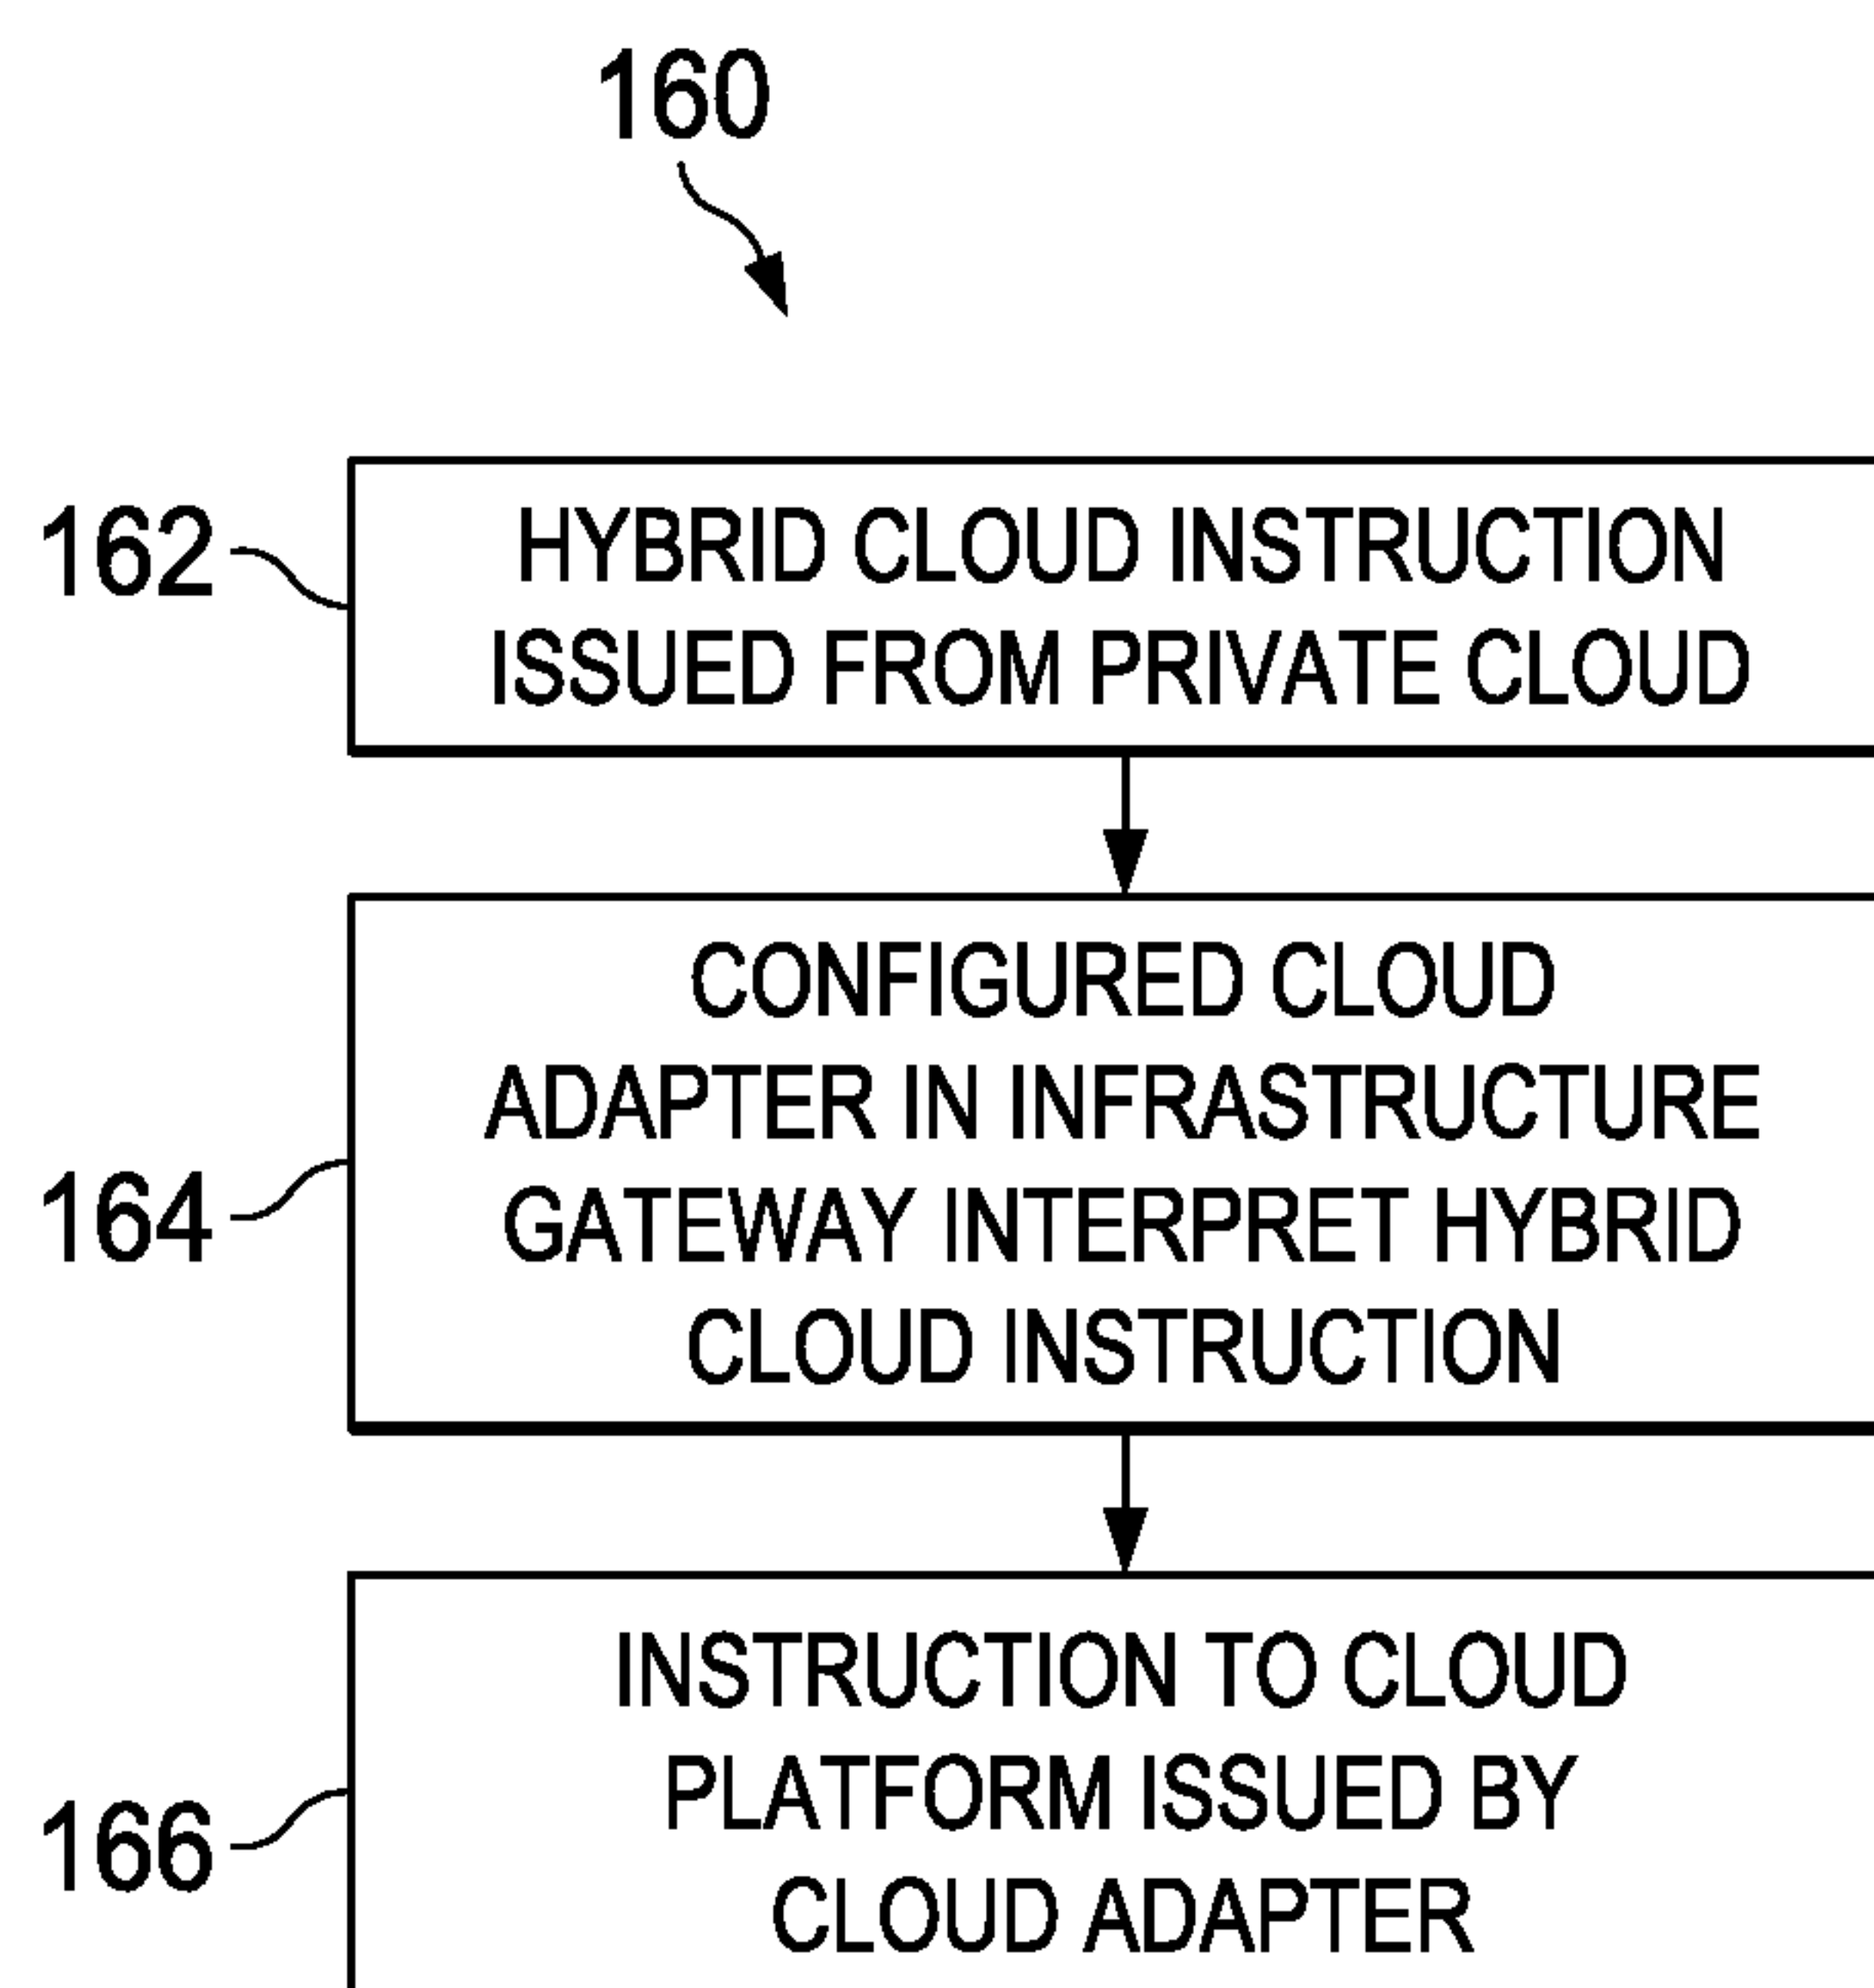 160
162
HYBRID CLOUD INSTRUCTION
ISSUED FROM PRIVATE CLOUD
CONFIGURED CLOUD
ADAPTER IN INFRASTRUCTURE
164
GATEWAY INTERPRET HYBRID
CLOUD INSTRUCTION
INSTRUCTION TO CLOUD
PLATFORM ISSUED BY
166
CLOUD ADAPTER